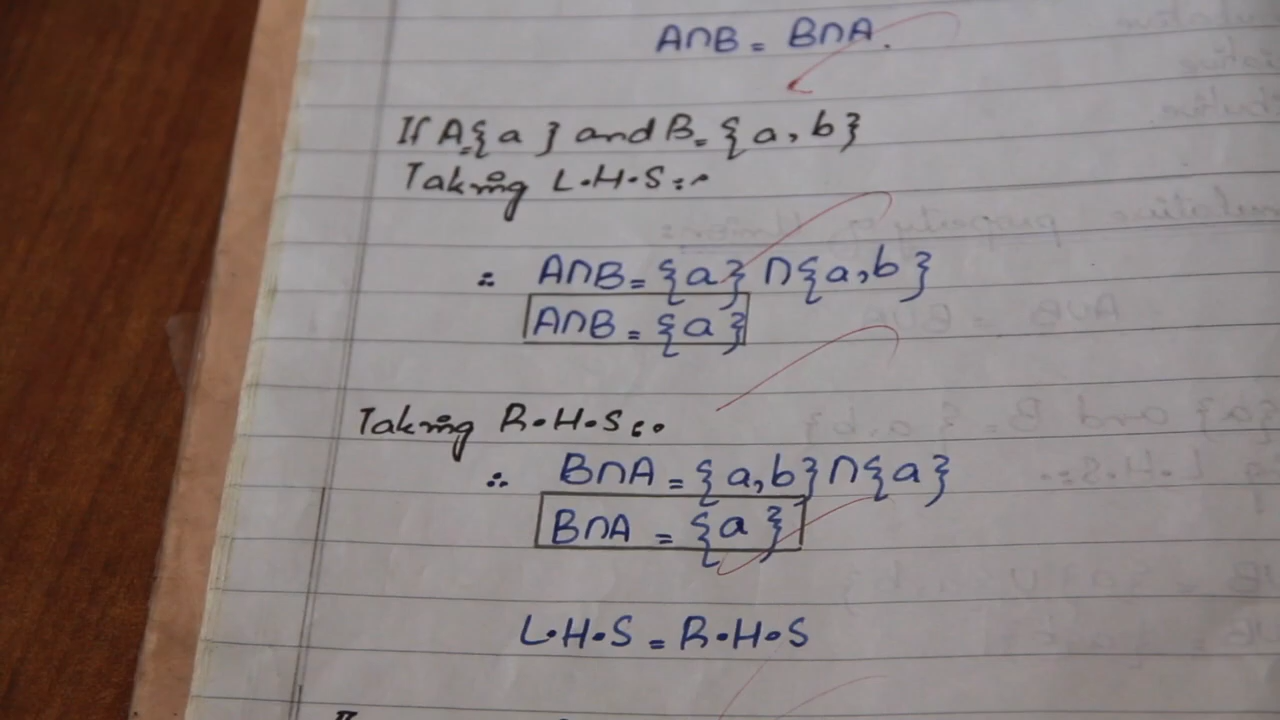 A∩B = B∩A.
If A={a} and B={a,b}
Taking L.H.S:-
∴ A∩B={a}∩{a,b}
A∩B={a}
Taking R.H.S:.
∴ B∩A={a,b}∩{a}
B∩A = {a}
L.H.S = R.H.S